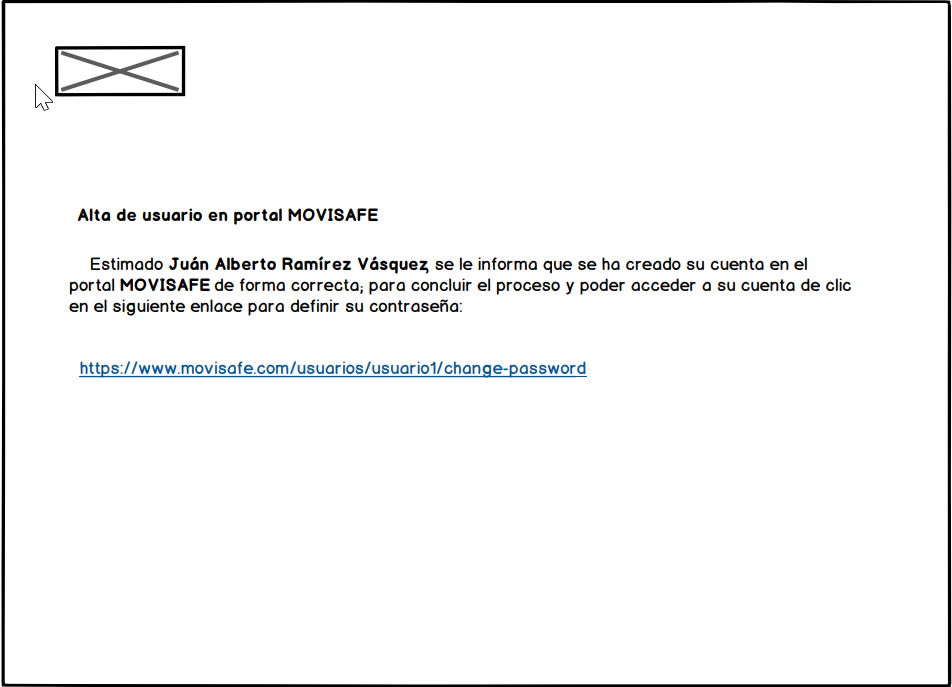 Alta de usuario en portal MOVISAFE
Estimado Juán Alberto Ramírez Vásquez, se le informa que se ha creado su cuenta en el
portal MOVISAFE de forma correcta; para concluir el proceso y poder acceder a su cuenta de clic
en el siguiente enlace para definir su contraseña:
https://www.movisafe.com/usuarios/usuario1/change-password